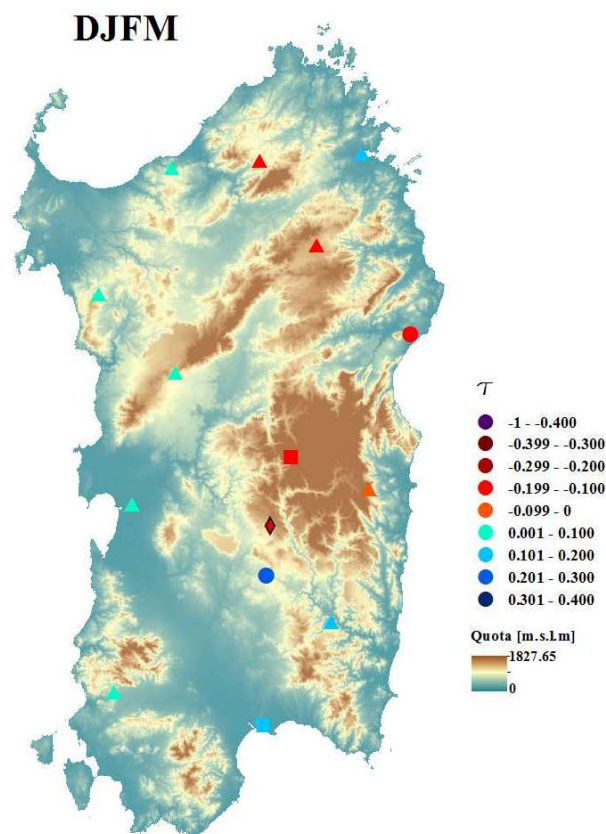 DJFM
𝜏
-1 - -0.400
-0.399 - -0.300
-0.299 - -0.200
-0.199 - -0.100
-0.099 - 0
0.001 - 0.100
0.101 - 0.200
0.201 - 0.300
0.301 - 0.400
Quota [m.s.l.m]
1827.65
0